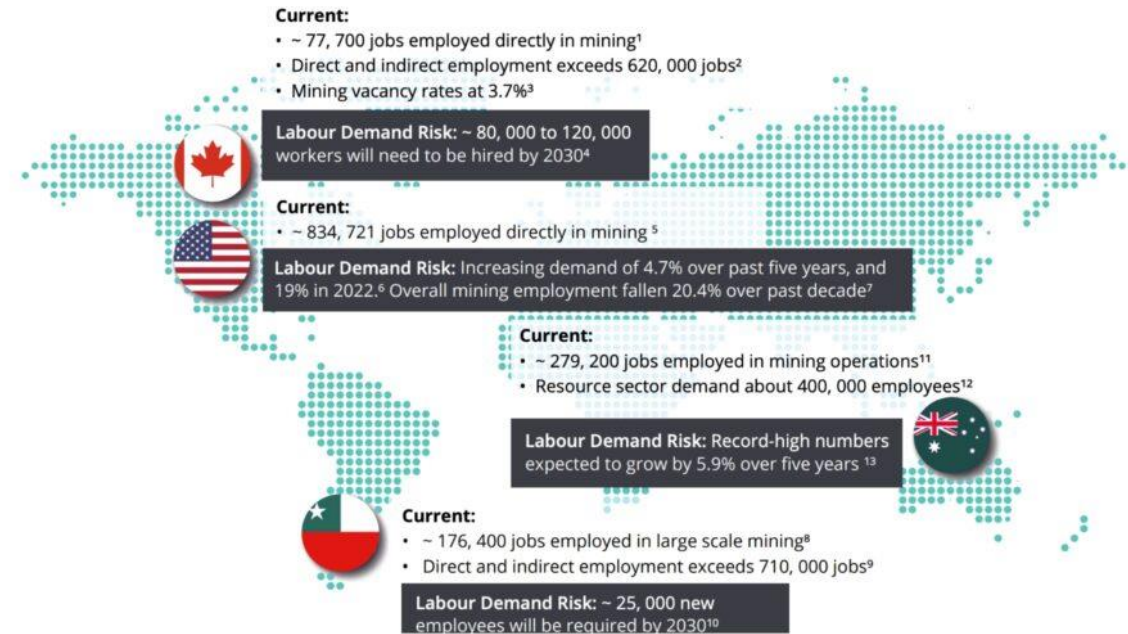 Current:
• ~ 77, 700 jobs employed directly in mining¹
• Direct and indirect employment exceeds 620, 000 jobs²
• Mining vacancy rates at 3.7%³
Labour Demand Risk: ~ 80, 000 to 120, 000
workers will need to be hired by 2030⁴
Current:
• ~ 834, 721 jobs employed directly in mining ⁵
Labour Demand Risk: Increasing demand of 4.7% over past five years, and
19% in 2022.⁶ Overall mining employment fallen 20.4% over past decade⁷
Current:
• ~ 279, 200 jobs employed in mining operations¹¹
• Resource sector demand about 400, 000 employees¹²
Labour Demand Risk: Record-high numbers
expected to grow by 5.9% over five years ¹³
Current:
• ~ 176, 400 jobs employed in large scale mining⁸
• Direct and indirect employment exceeds 710, 000 jobs⁹
Labour Demand Risk: ~ 25, 000 new
employees will be required by 2030¹⁰